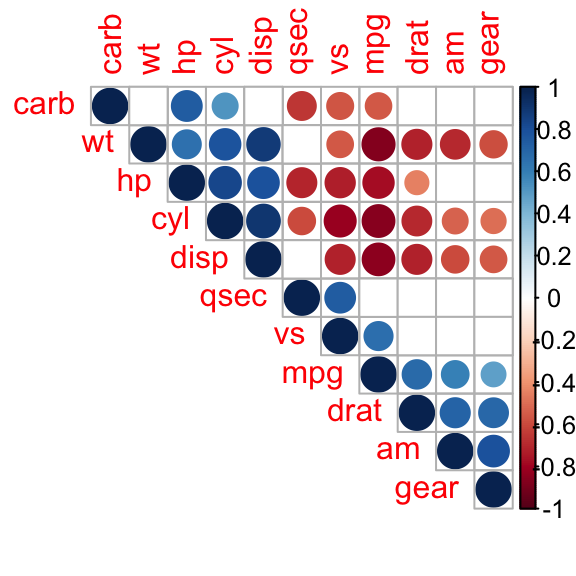 carb wt hp cyl disp qsec vs mpg drat am gear
carb
wt
hp
cyl
disp
qsec
vs
mpg
drat
am
gear
1
0.8
0.6
0.4
0.2
0
-0.2
-0.4
-0.6
-0.8
-1